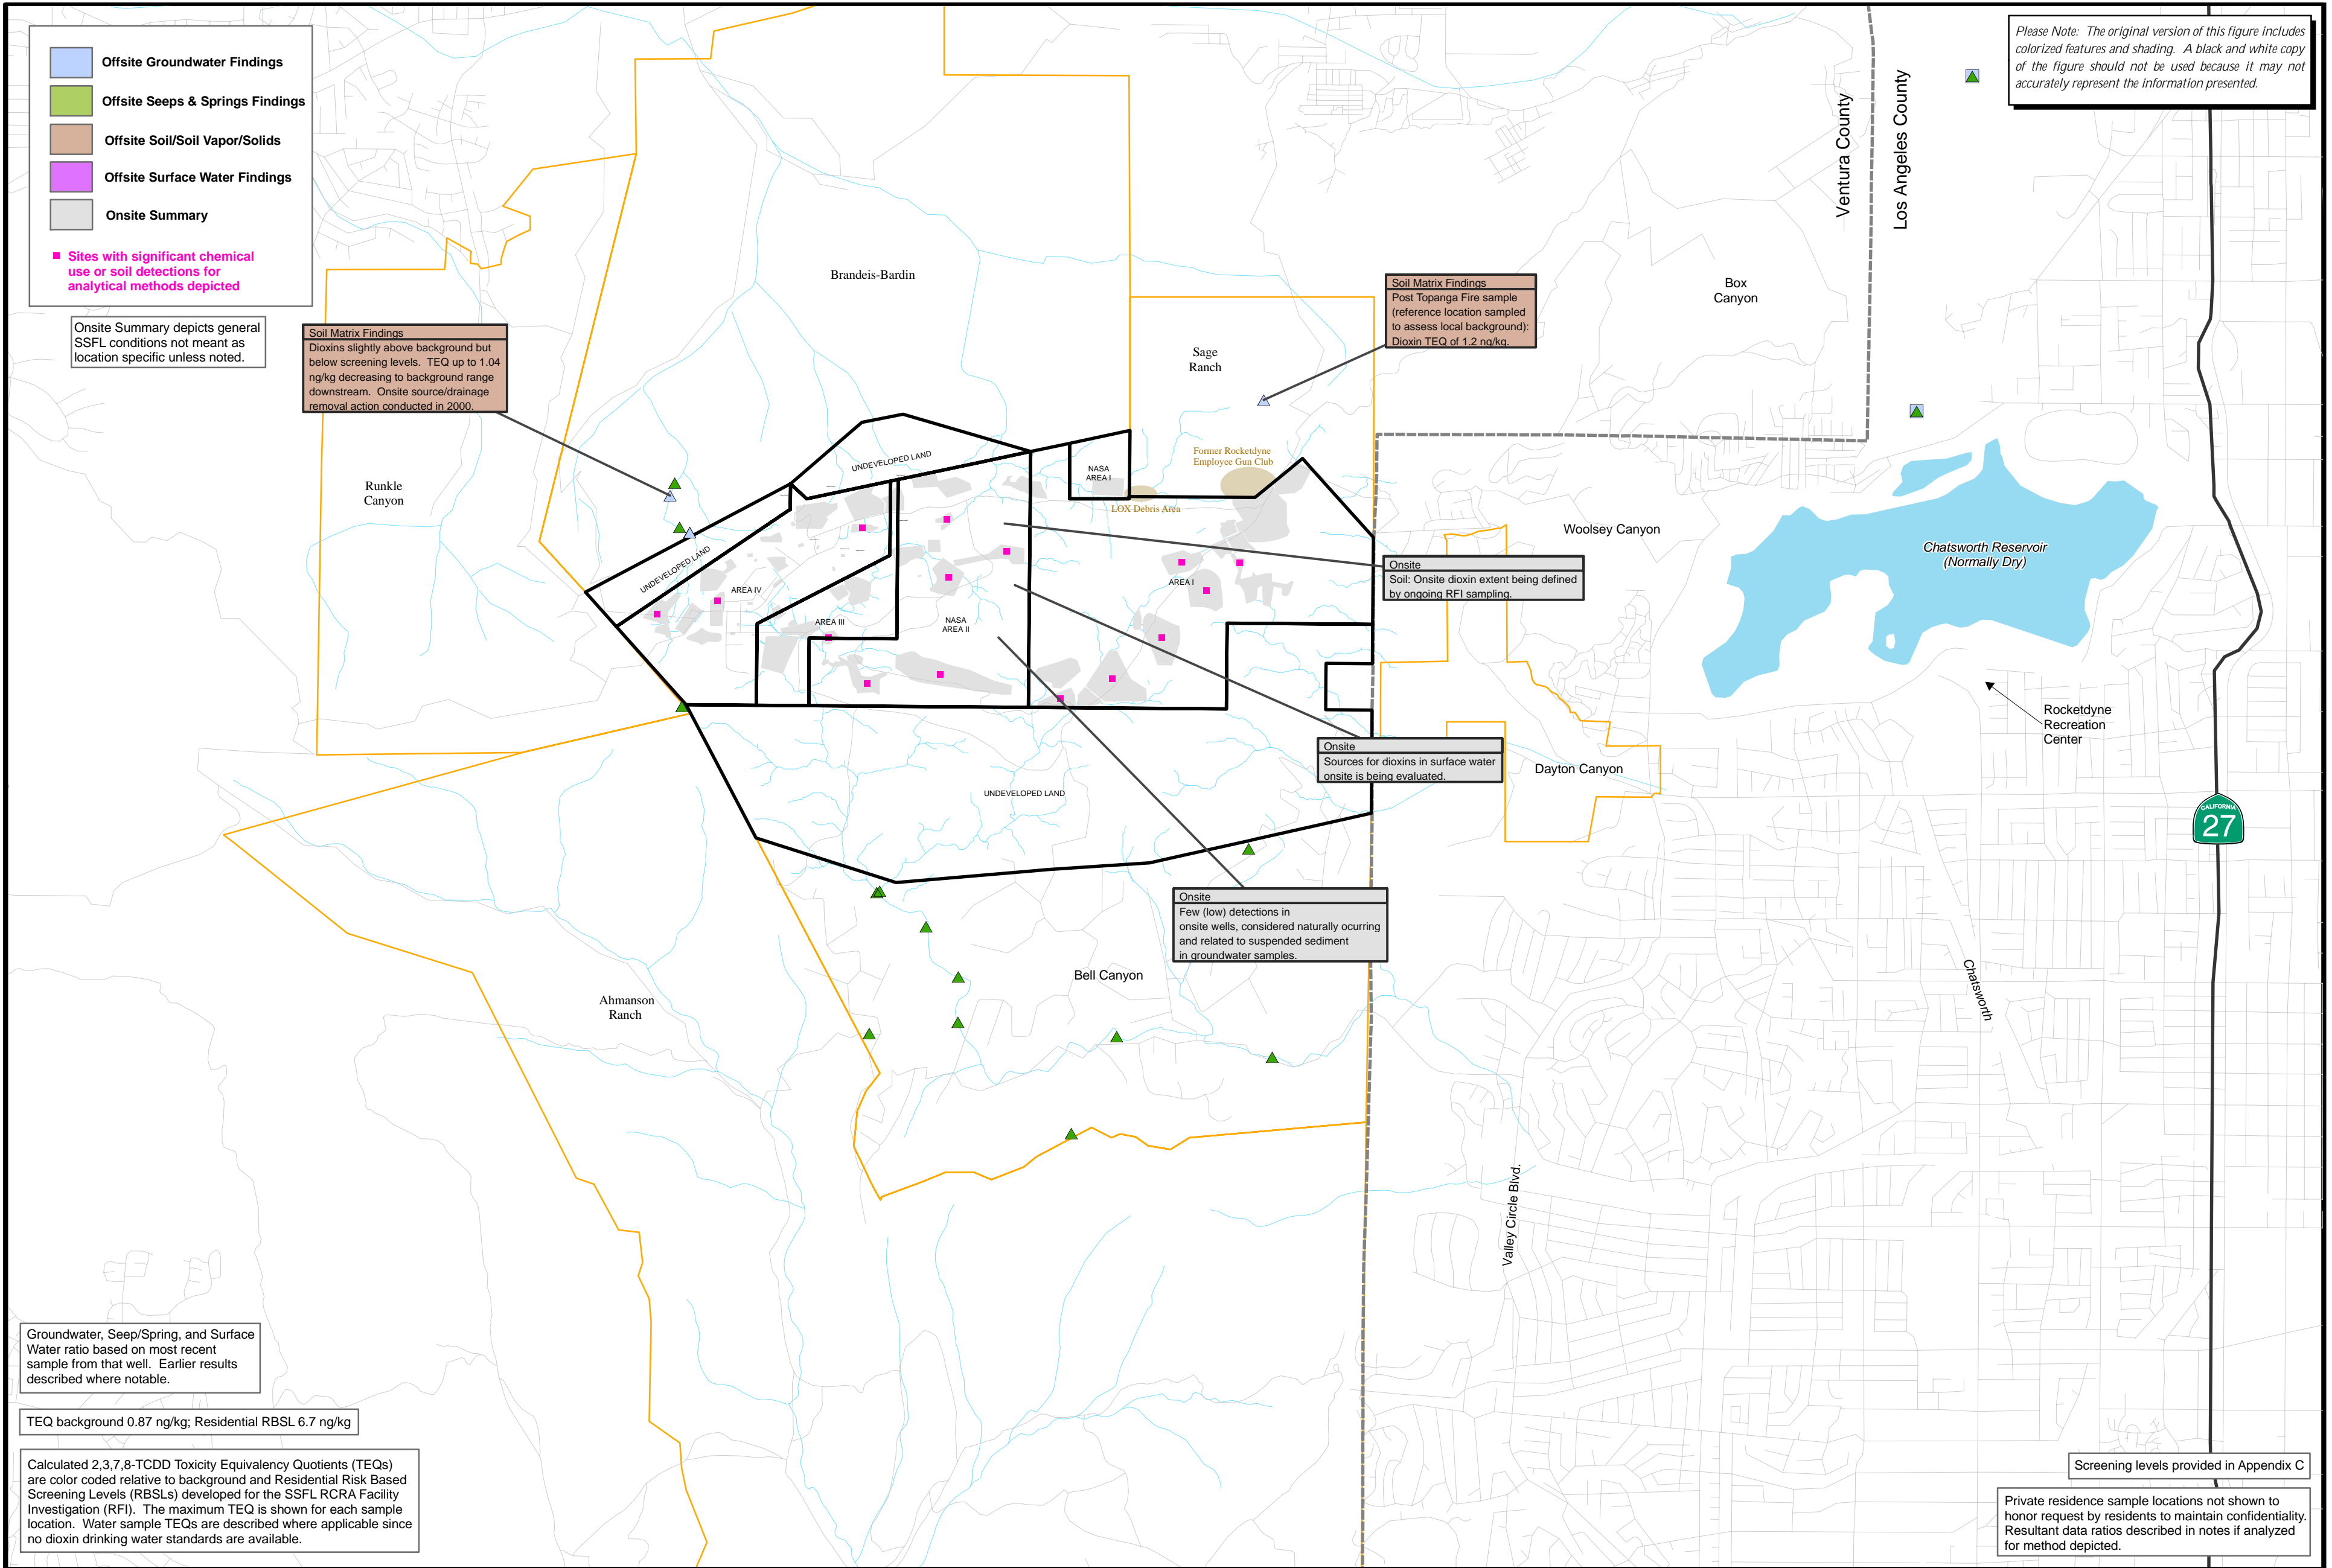 Offsite Groundwater Findings
Offsite Seeps & Springs Findings
Offsite Soil/Soil Vapor/Solids
Offsite Surface Water Findings
Onsite Summary
Sites with significant chemical
use or soil detections for
analytical methods depicted
Onsite Summary depicts general
SSFL conditions not meant as
location specific unless noted.
Please Note: The original version of this figure includes
colorized features and shading. A black and white copy
of the figure should not be used because it may not
accurately represent the information presented.
Ventura County
Los Angeles County
Soil Matrix Findings
Dioxins slightly above background but
below screening levels. TEQ up to 1.04
ng/kg decreasing to background range
downstream. Onsite source/drainage
removal action conducted in 2000.
Brandeis-Bardin
Soil Matrix Findings
Post Topanga Fire sample
(reference location sampled
to assess local background):
Dioxin TEQ of 1.2 ng/kg.
Box
Canyon
Sage
Ranch
Runkle
Canyon
UNDEVELOPED LAND
NASA
AREA I
Former Rocketdyne
Employee Gun Club
LOX Debris Area
Woolsey Canyon
Chatsworth Reservoir
(Normally Dry)
UNDEVELOPED LAND
AREA IV
AREA III
NASA
AREA II
AREA I
Onsite
Soil: Onsite dioxin extent being defined
by ongoing RFI sampling.
Rocketdyne
Recreation
Center
Onsite
Sources for dioxins in surface water
onsite is being evaluated.
Dayton Canyon
UNDEVELOPED LAND
CALIFORNIA
27
Onsite
Few (low) detections in
onsite wells, considered naturally ocurring
and related to suspended sediment
in groundwater samples.
Bell Canyon
Ahmanson
Ranch
Chatsworth
Valley Circle Blvd.
Groundwater, Seep/Spring, and Surface
Water ratio based on most recent
sample from that well. Earlier results
described where notable.
TEQ background 0.87 ng/kg; Residential RBSL 6.7 ng/kg
Calculated 2,3,7,8-TCDD Toxicity Equivalency Quotients (TEQs)
are color coded relative to background and Residential Risk Based
Screening Levels (RBSLs) developed for the SSFL RCRA Facility
Investigation (RFI). The maximum TEQ is shown for each sample
location. Water sample TEQs are described where applicable since
no dioxin drinking water standards are available.
Screening levels provided in Appendix C
Private residence sample locations not shown to
honor request by residents to maintain confidentiality.
Resultant data ratios described in notes if analyzed
for method depicted.